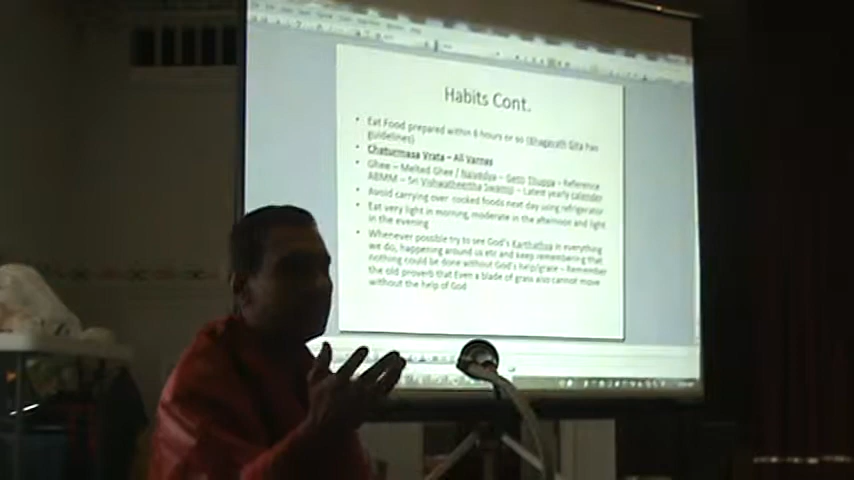 Habits Cont.
• Eat Food prepared within 6 hours or so (Bhagavath Gita has
guidelines)
• Chaturmasa Vrata – All Varnas
• Ghee – Melted Ghee / Naivedya – Getti Thuppa – Reference
ABMM – Sri Vishwatheertha Swamiji – Latest yearly calender
• Avoid carrying over cooked foods next day using refrigerator
• Eat very light in morning, moderate in the afternoon and light
in the evening
• Whenever possible try to see God's in everything
we do, happening around us etc and keep remembering that
nothing could be done without God's help/grace – Remember
the old proverb that Even a blade of grass also cannot move
without the help of God